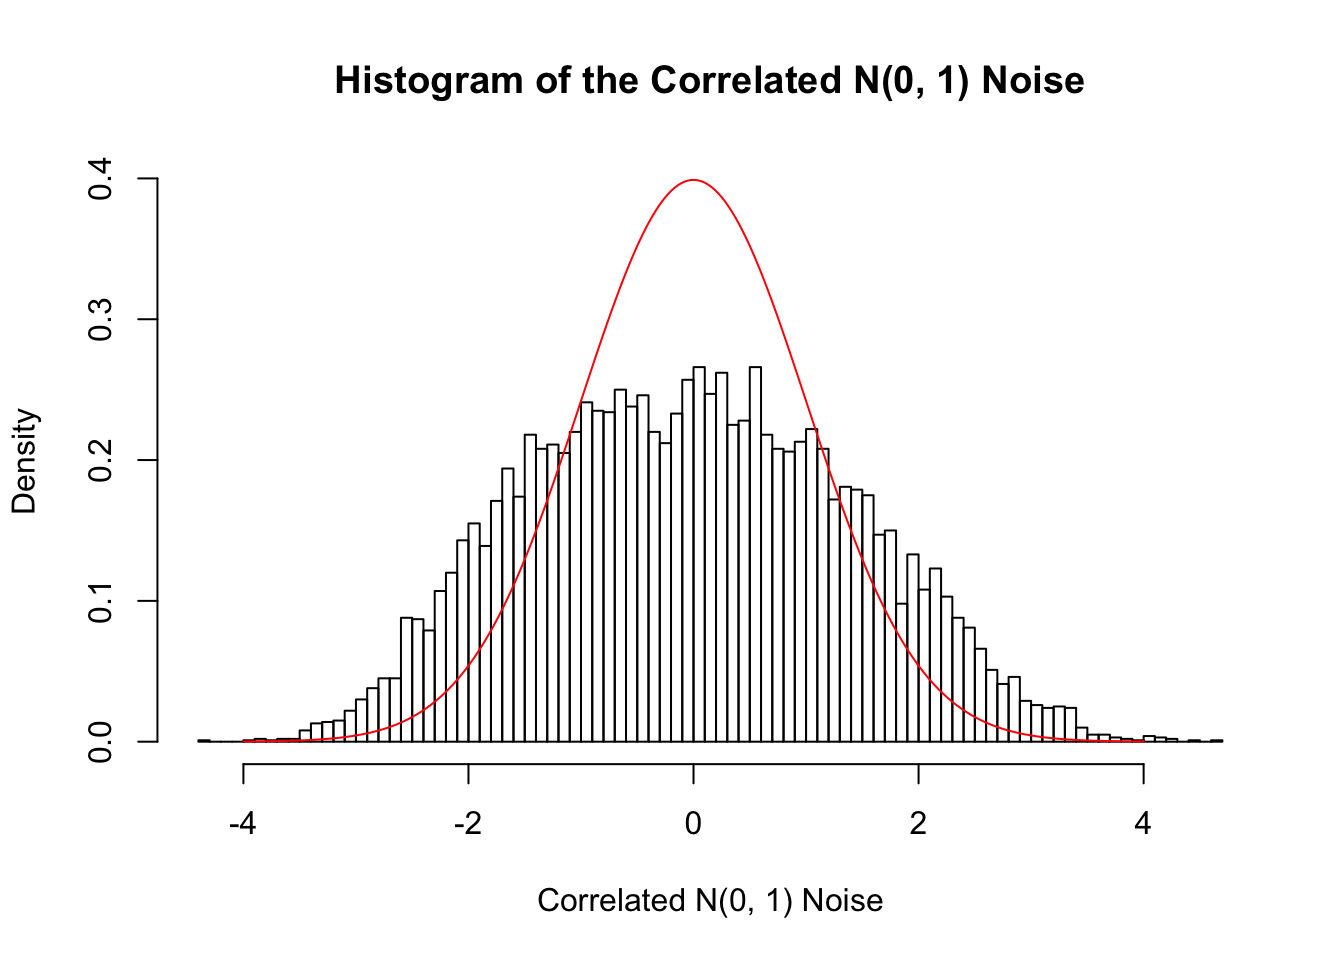 Histogram of the Correlated N(0, 1) Noise
Density
0.4
0.3
0.2
0.1
0.0
-4 -2 0 2 4
Correlated N(0, 1) Noise